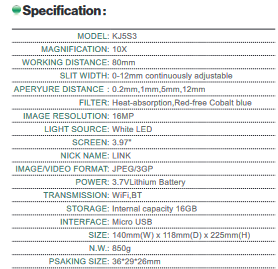 Specification:
MODEL: KJ5S3
MAGNIFICATION: 10X
WORKING DISTANCE: 80mm
SLIT WIDTH: 0-12mm continuously adjustable
APERYURE DISTANCE : 0.2mm,1mm,5mm,12mm
FILTER: Heat-absorption,Red-free Cobalt blue
IMAGE RESOLUTION: 16MP
LIGHT SOURCE: White LED
SCREEN: 3.97"
NICK NAME: LINK
IMAGE/VIDEO FORMAT: JPEG/3GP
POWER: 3.7VLithium Battery
TRANSMISSION: WiFi,BT
STORAGE: Internal capacity 16GB
INTERFACE: Micro USB
SIZE: 140mm(W) x 118mm(D) x 225mm(H)
N.W.: 850g
PSAKING SIZE: 36*29*26mm